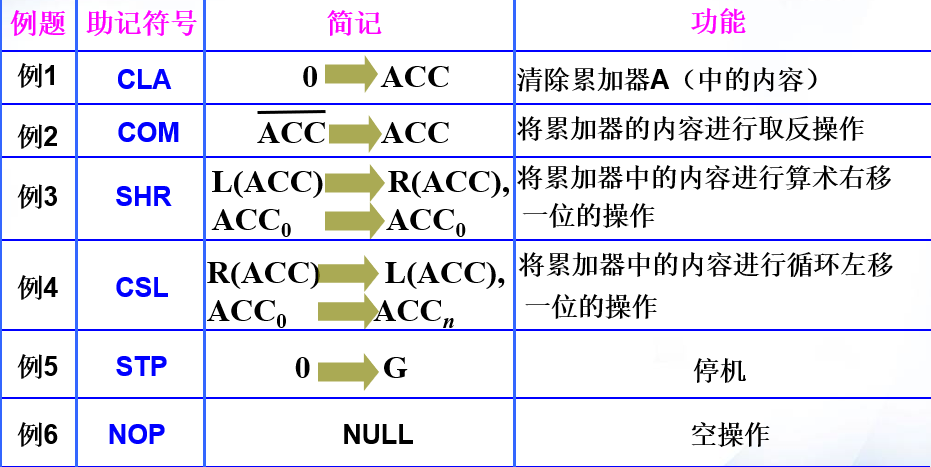 例题 助记符号 简记 功能
例1 CLA 0 ACC 清除累加器A（中的内容）
例2 COM \overline{ACC} ACC 将累加器的内容进行取反操作
例3 SHR L(ACC) R(ACC), 将累加器中的内容进行算术右移
ACC₀ ACC₀ 一位的操作
例4 CSL R(ACC) L(ACC), 将累加器中的内容进行循环左移
ACC₀ ACCₙ 一位的操作
例5 STP 0 G 停机
例6 NOP NULL 空操作